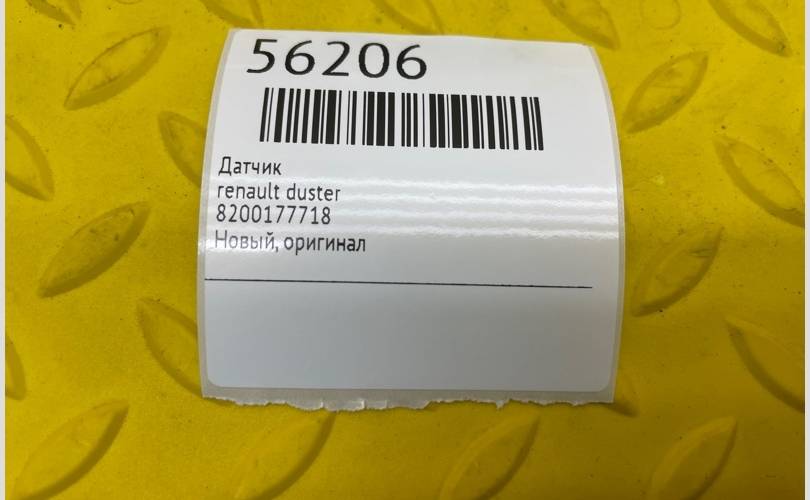 56206
Датчик
renault duster
8200177718
Новый, оригинал